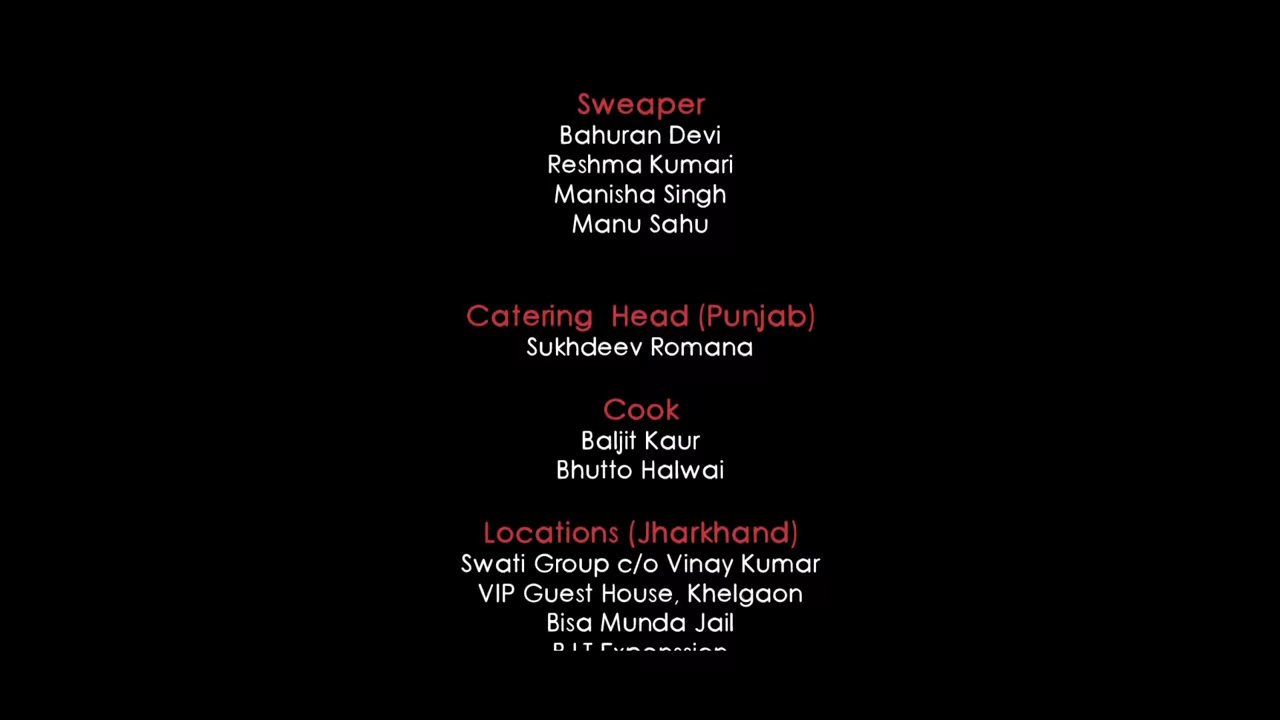 Sweaper
Bahuran Devi
Reshma Kumari
Manisha Singh
Manu Sahu
Catering Head (Punjab)
Sukhdeev Romana
Cook
Baljit Kaur
Bhutto Halwai
Locations (Jharkhand)
Swati Group c/o Vinay Kumar
VIP Guest House, Khelgaon
Bisa Munda Jail